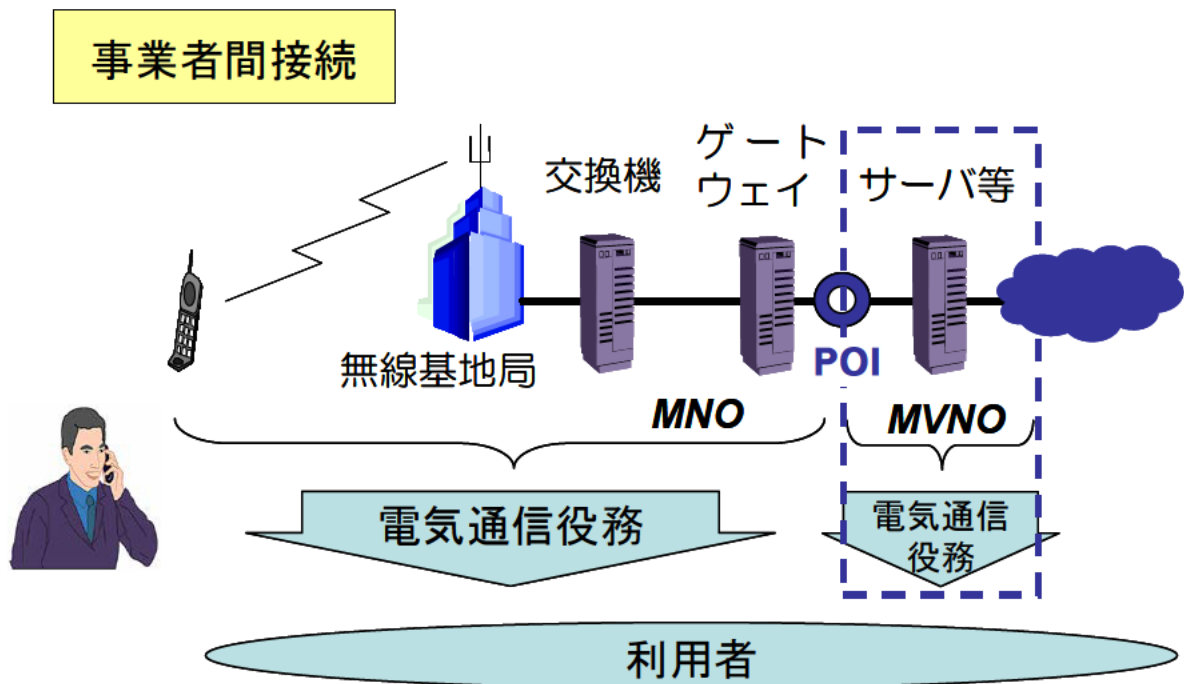 事業者間接続
ゲート
ウェイ
交換機
サーバ等
無線基地局
POI
MNO
MVNO
電気通信役務
電気通信
役務
利用者